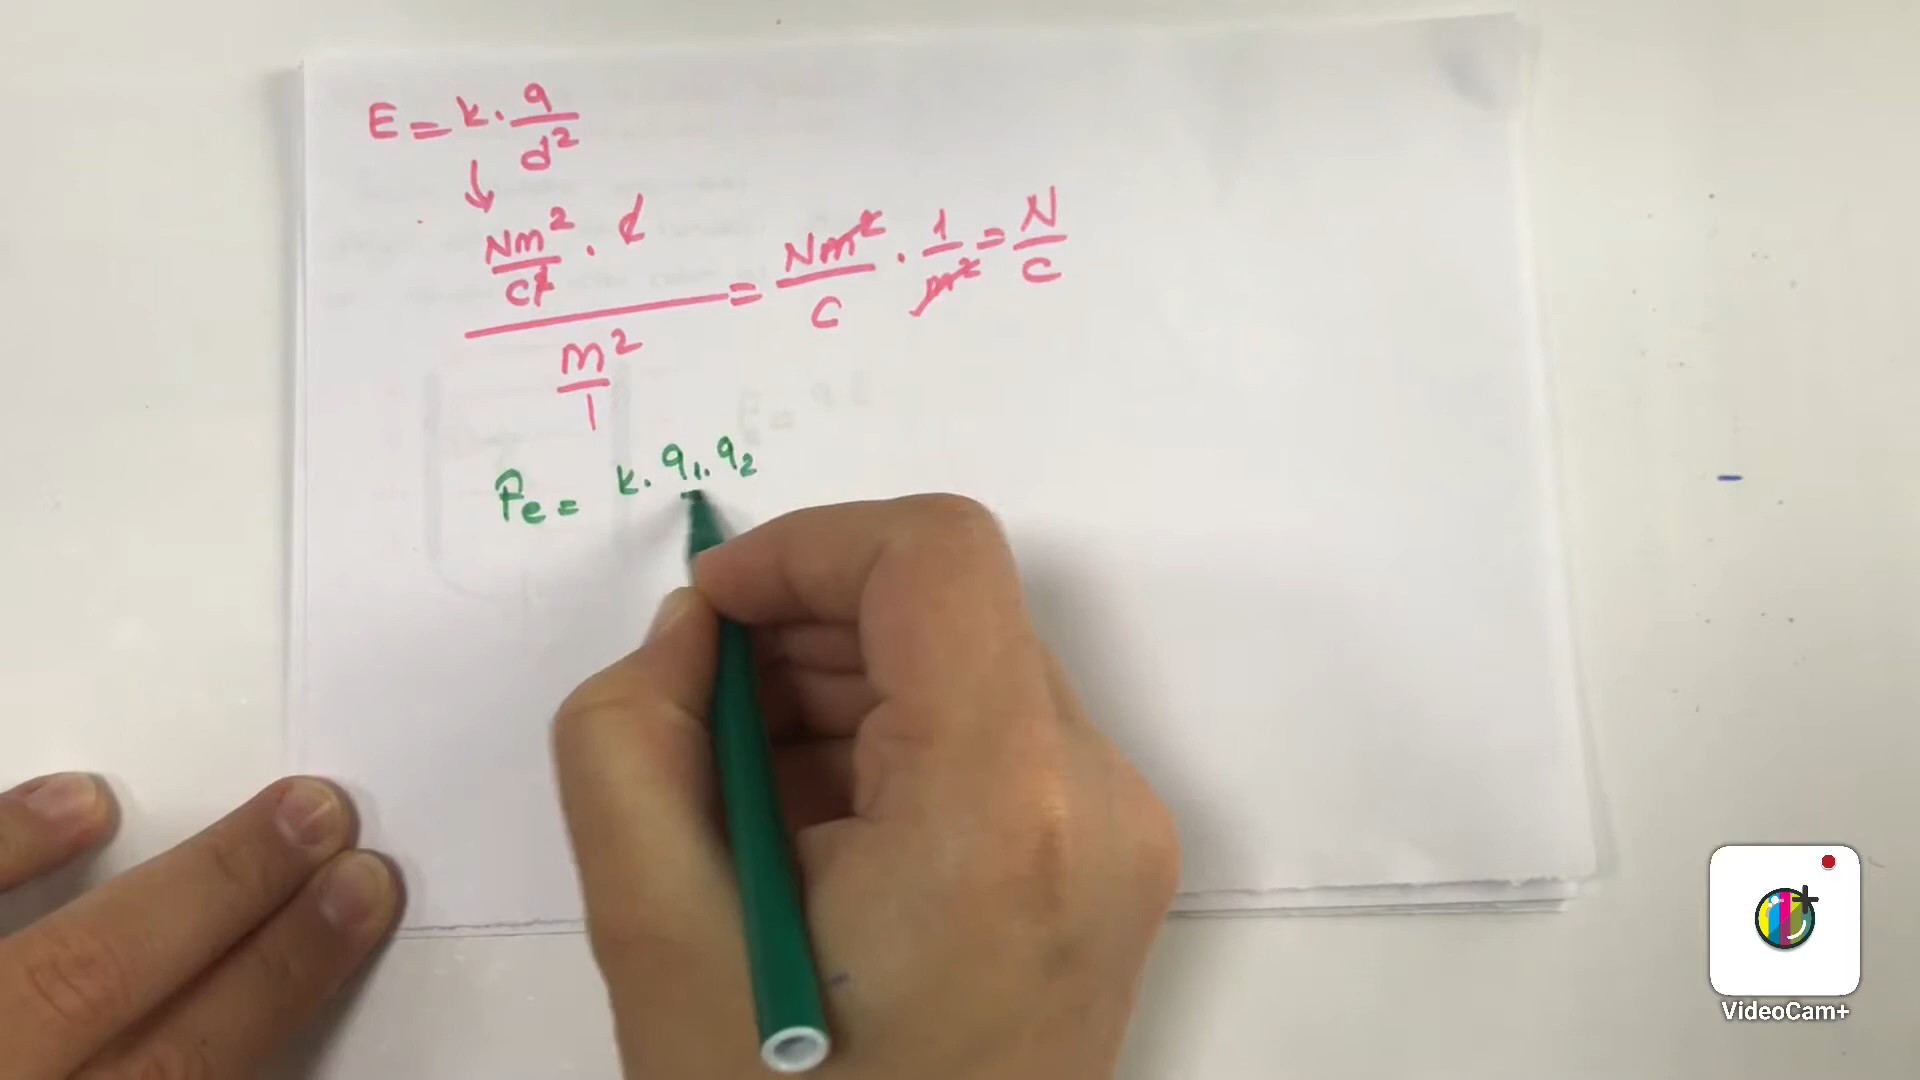 E = k · q/d²
↓
Nm²/C² · C / m²/1 = Nm²/C · 1/m² = N/C
Fe = k · q₁ · q₂
VideoCam+